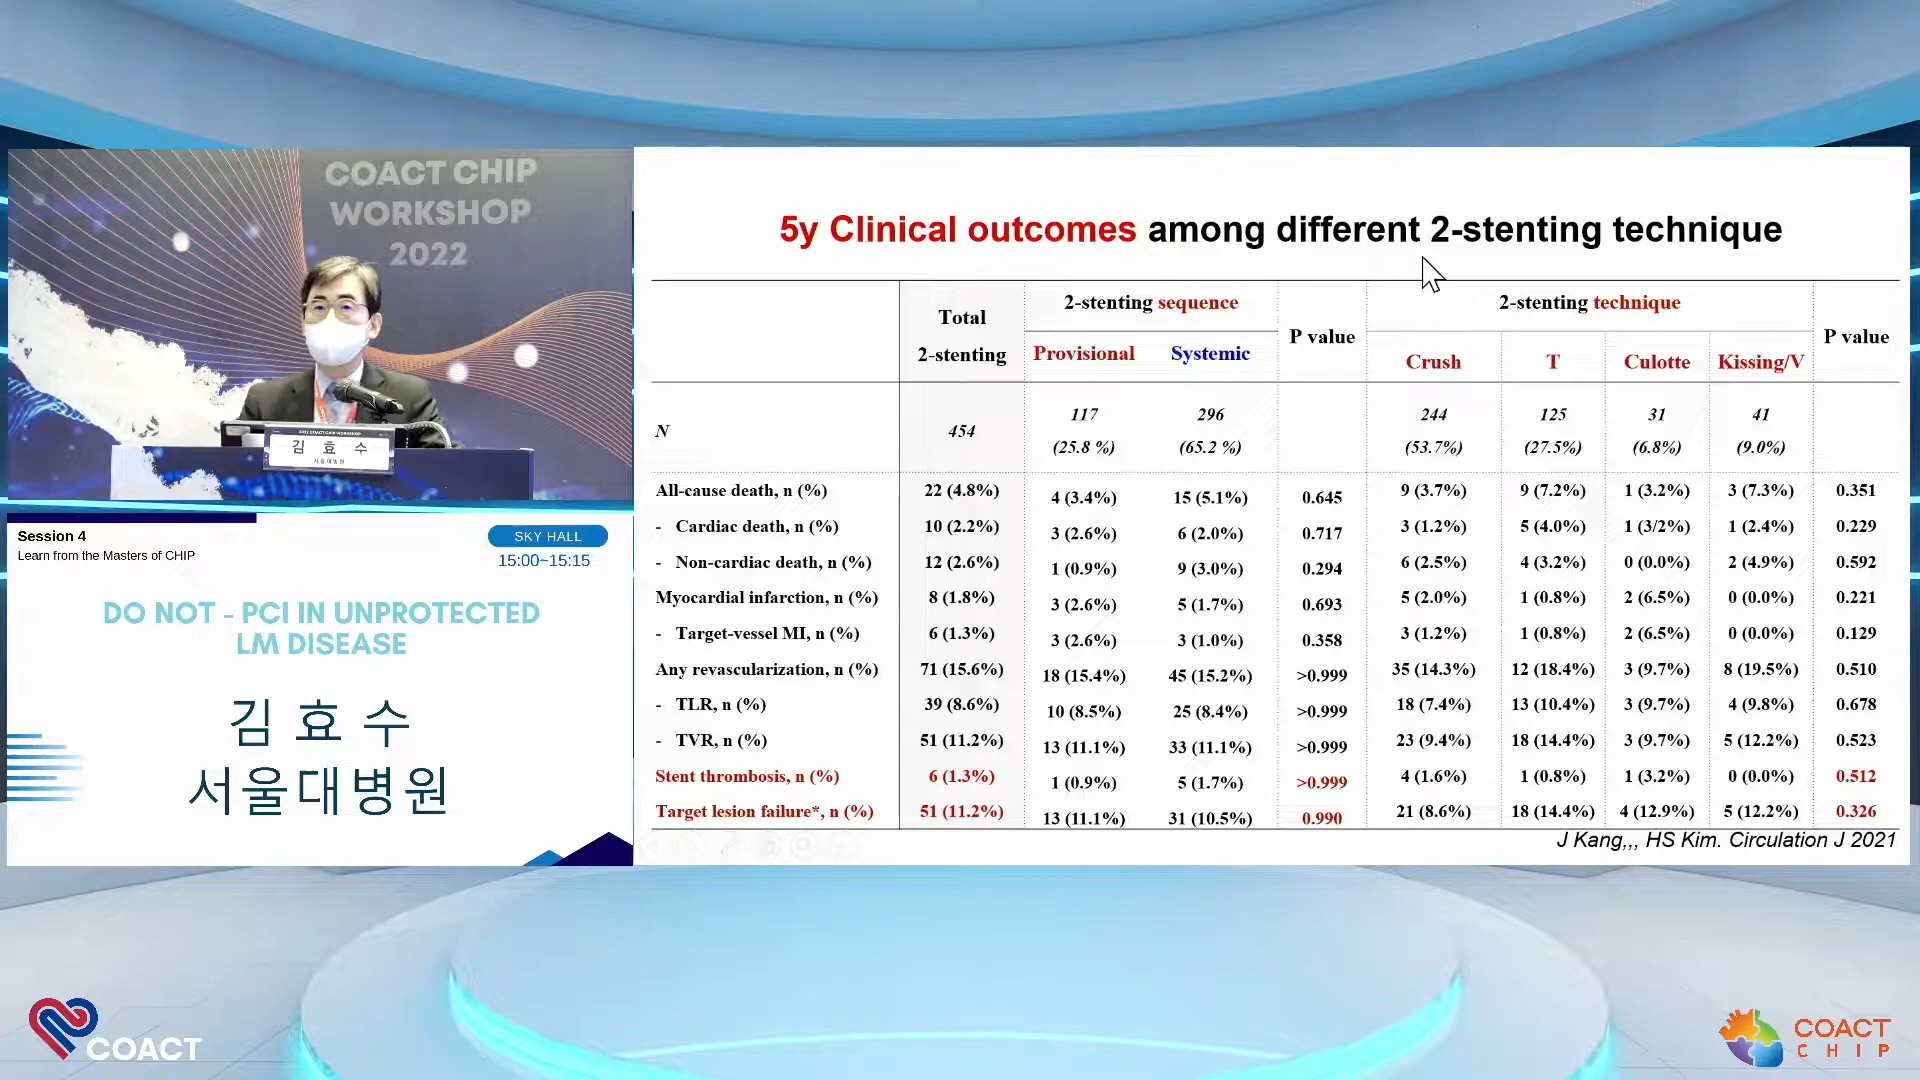 COACT CHIP
WORKSHOP
2022
2022 COACT CHIP WORKSHOP
김 효 수
서울대병원
Session 4
Learn from the Masters of CHIP
SKY HALL
15:00~15:15
DO NOT - PCI IN UNPROTECTED
LM DISEASE
김 효 수
서울대병원
5y Clinical outcomes among different 2-stenting technique
Total 2-stenting 2-stenting sequence P value 2-stenting technique P value
Provisional Systemic Crush T Culotte Kissing/V
N 454 117 (25.8 %) 296 (65.2 %) 244 (53.7%) 125 (27.5%) 31 (6.8%) 41 (9.0%)
All-cause death, n (%) 22 (4.8%) 4 (3.4%) 15 (5.1%) 0.645 9 (3.7%) 9 (7.2%) 1 (3.2%) 3 (7.3%) 0.351
- Cardiac death, n (%) 10 (2.2%) 3 (2.6%) 6 (2.0%) 0.717 3 (1.2%) 5 (4.0%) 1 (3/2%) 1 (2.4%) 0.229
- Non-cardiac death, n (%) 12 (2.6%) 1 (0.9%) 9 (3.0%) 0.294 6 (2.5%) 4 (3.2%) 0 (0.0%) 2 (4.9%) 0.592
Myocardial infarction, n (%) 8 (1.8%) 3 (2.6%) 5 (1.7%) 0.693 5 (2.0%) 1 (0.8%) 2 (6.5%) 0 (0.0%) 0.221
- Target-vessel MI, n (%) 6 (1.3%) 3 (2.6%) 3 (1.0%) 0.358 3 (1.2%) 1 (0.8%) 2 (6.5%) 0 (0.0%) 0.129
Any revascularization, n (%) 71 (15.6%) 18 (15.4%) 45 (15.2%) >0.999 35 (14.3%) 12 (18.4%) 3 (9.7%) 8 (19.5%) 0.510
- TLR, n (%) 39 (8.6%) 10 (8.5%) 25 (8.4%) >0.999 18 (7.4%) 13 (10.4%) 3 (9.7%) 4 (9.8%) 0.678
- TVR, n (%) 51 (11.2%) 13 (11.1%) 33 (11.1%) >0.999 23 (9.4%) 18 (14.4%) 3 (9.7%) 5 (12.2%) 0.523
Stent thrombosis, n (%) 6 (1.3%) 1 (0.9%) 5 (1.7%) >0.999 4 (1.6%) 1 (0.8%) 1 (3.2%) 0 (0.0%) 0.512
Target lesion failure*, n (%) 51 (11.2%) 13 (11.1%) 31 (10.5%) 0.990 21 (8.6%) 18 (14.4%) 4 (12.9%) 5 (12.2%) 0.326
J Kang,,, HS Kim. Circulation J 2021
COACT
COACT
CHIP